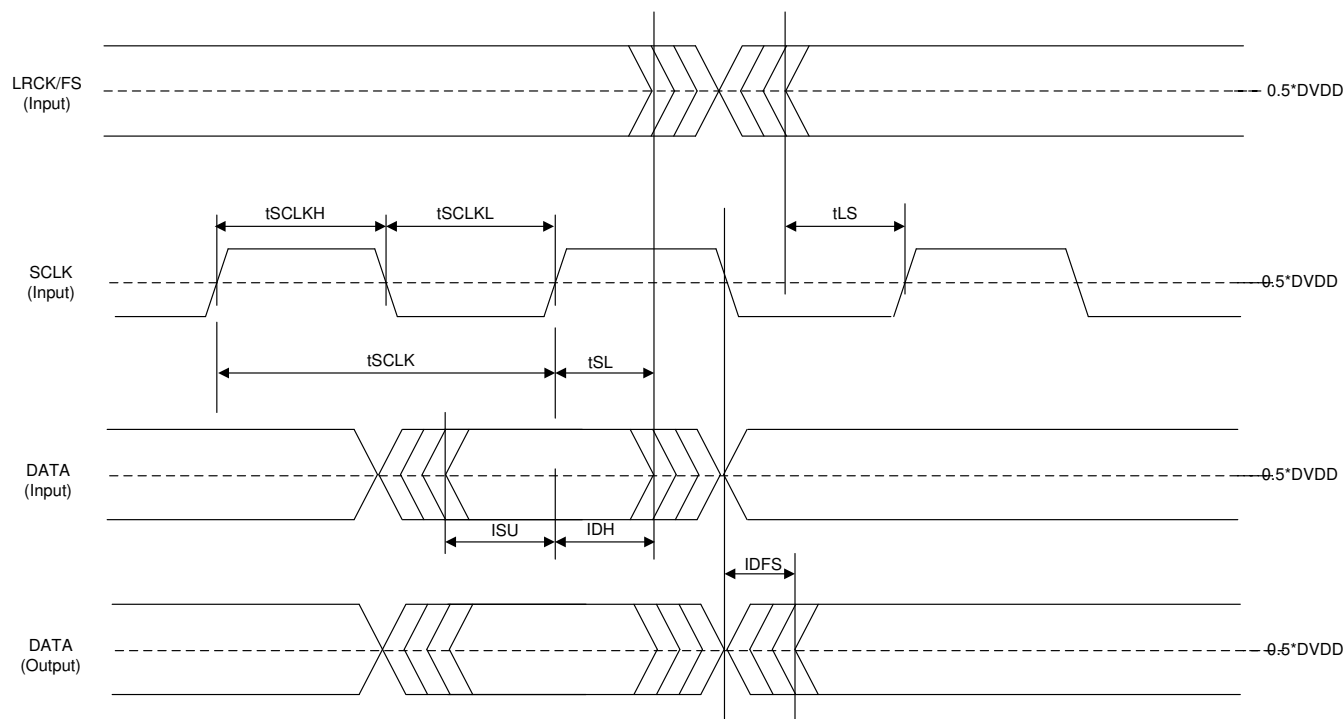 LRCK/FS
(Input)
0.5*DVDD
tSCLKH
tSCLKL
tLS
SCLK
(Input)
0.5*DVDD
tSCLK
tSL
DATA
(Input)
0.5*DVDD
ISU
IDH
IDFS
DATA
(Output)
0.5*DVDD